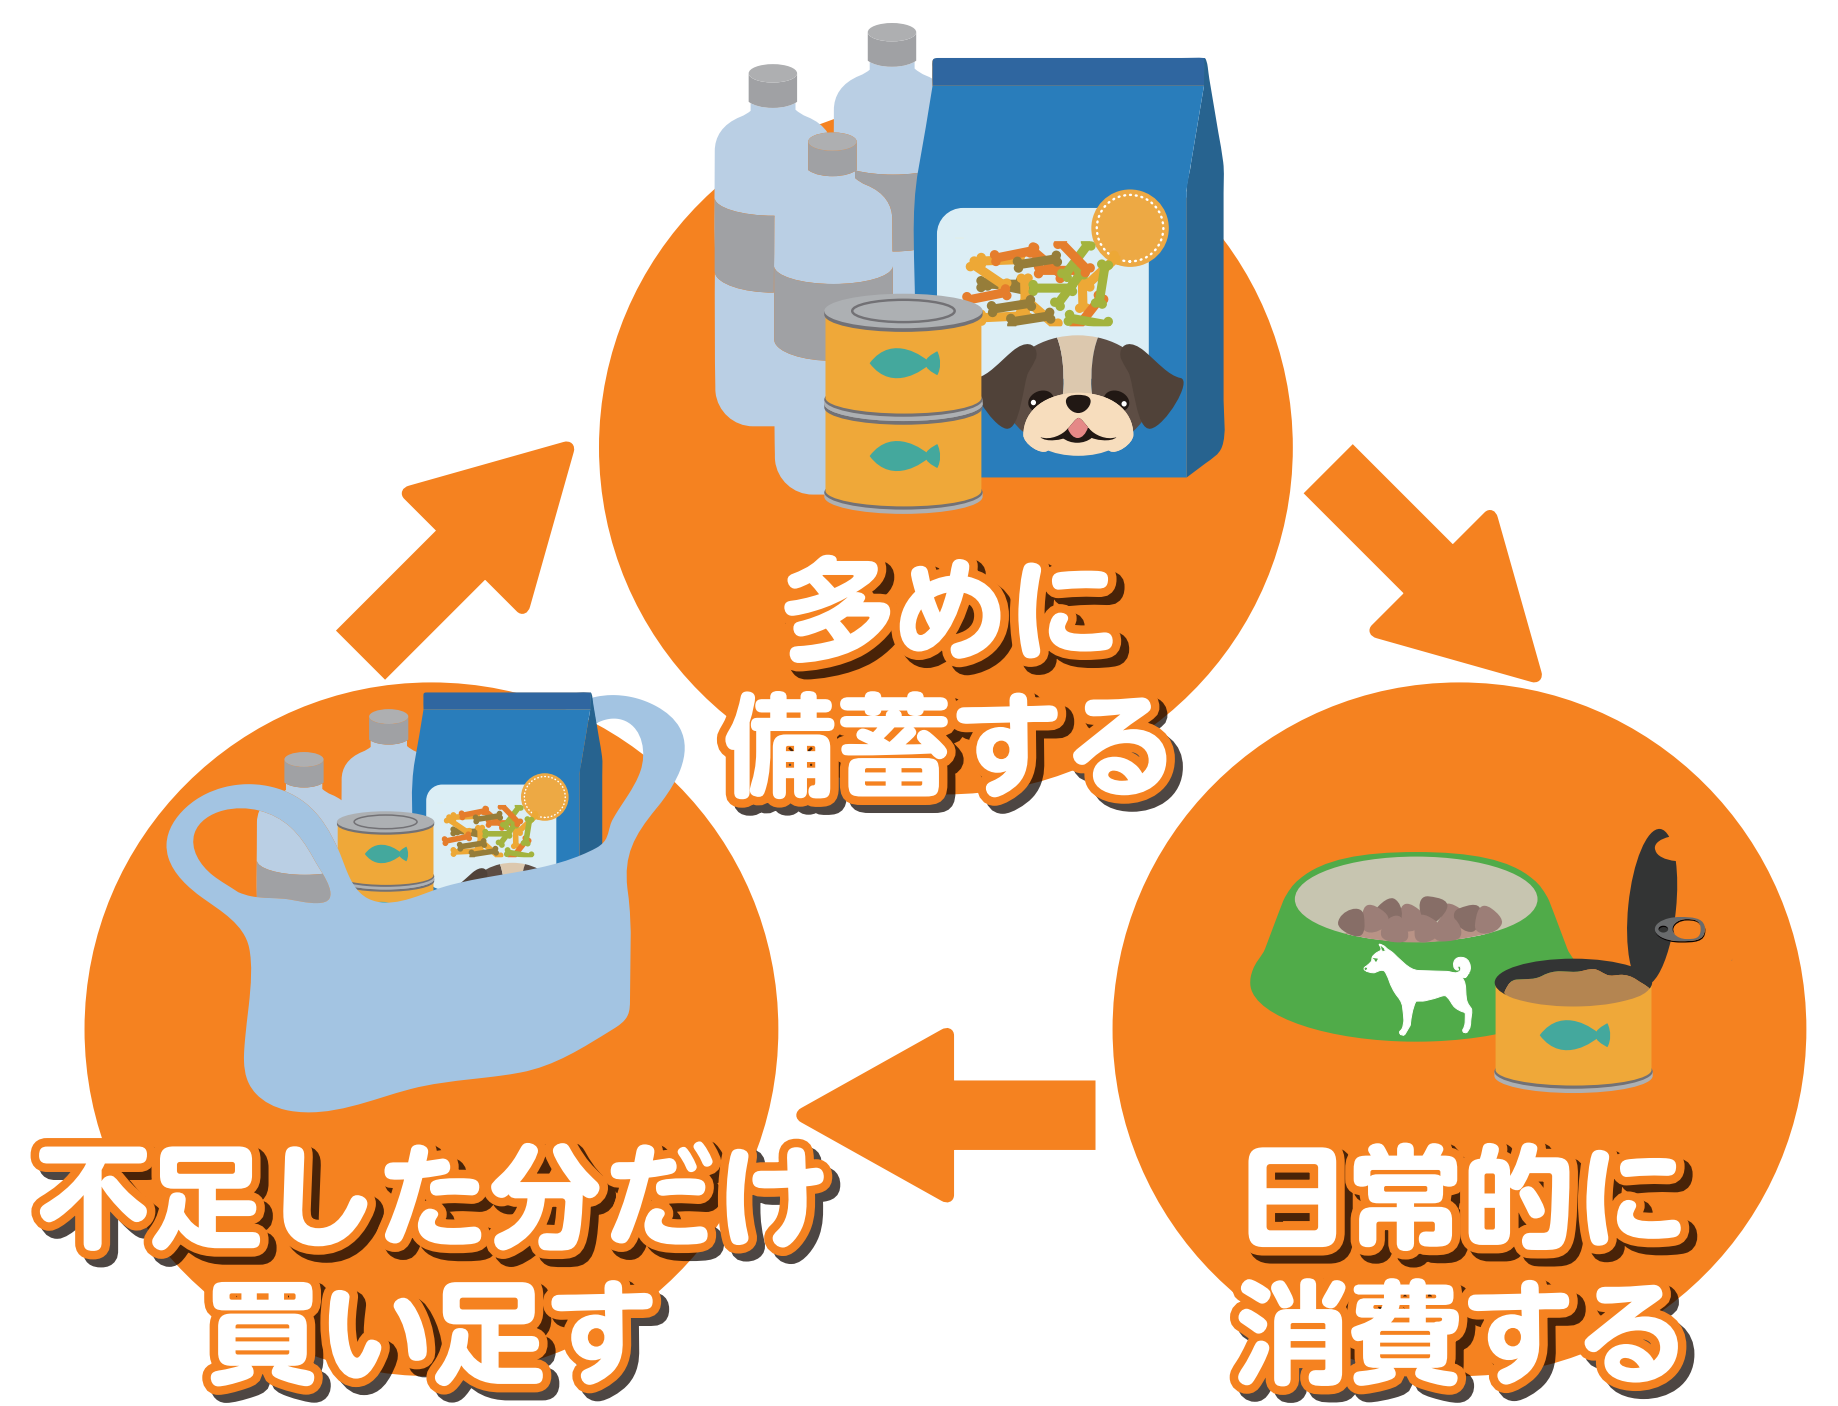 多めに
備蓄する
日常的に
消費する
不足した分だけ
買い足す